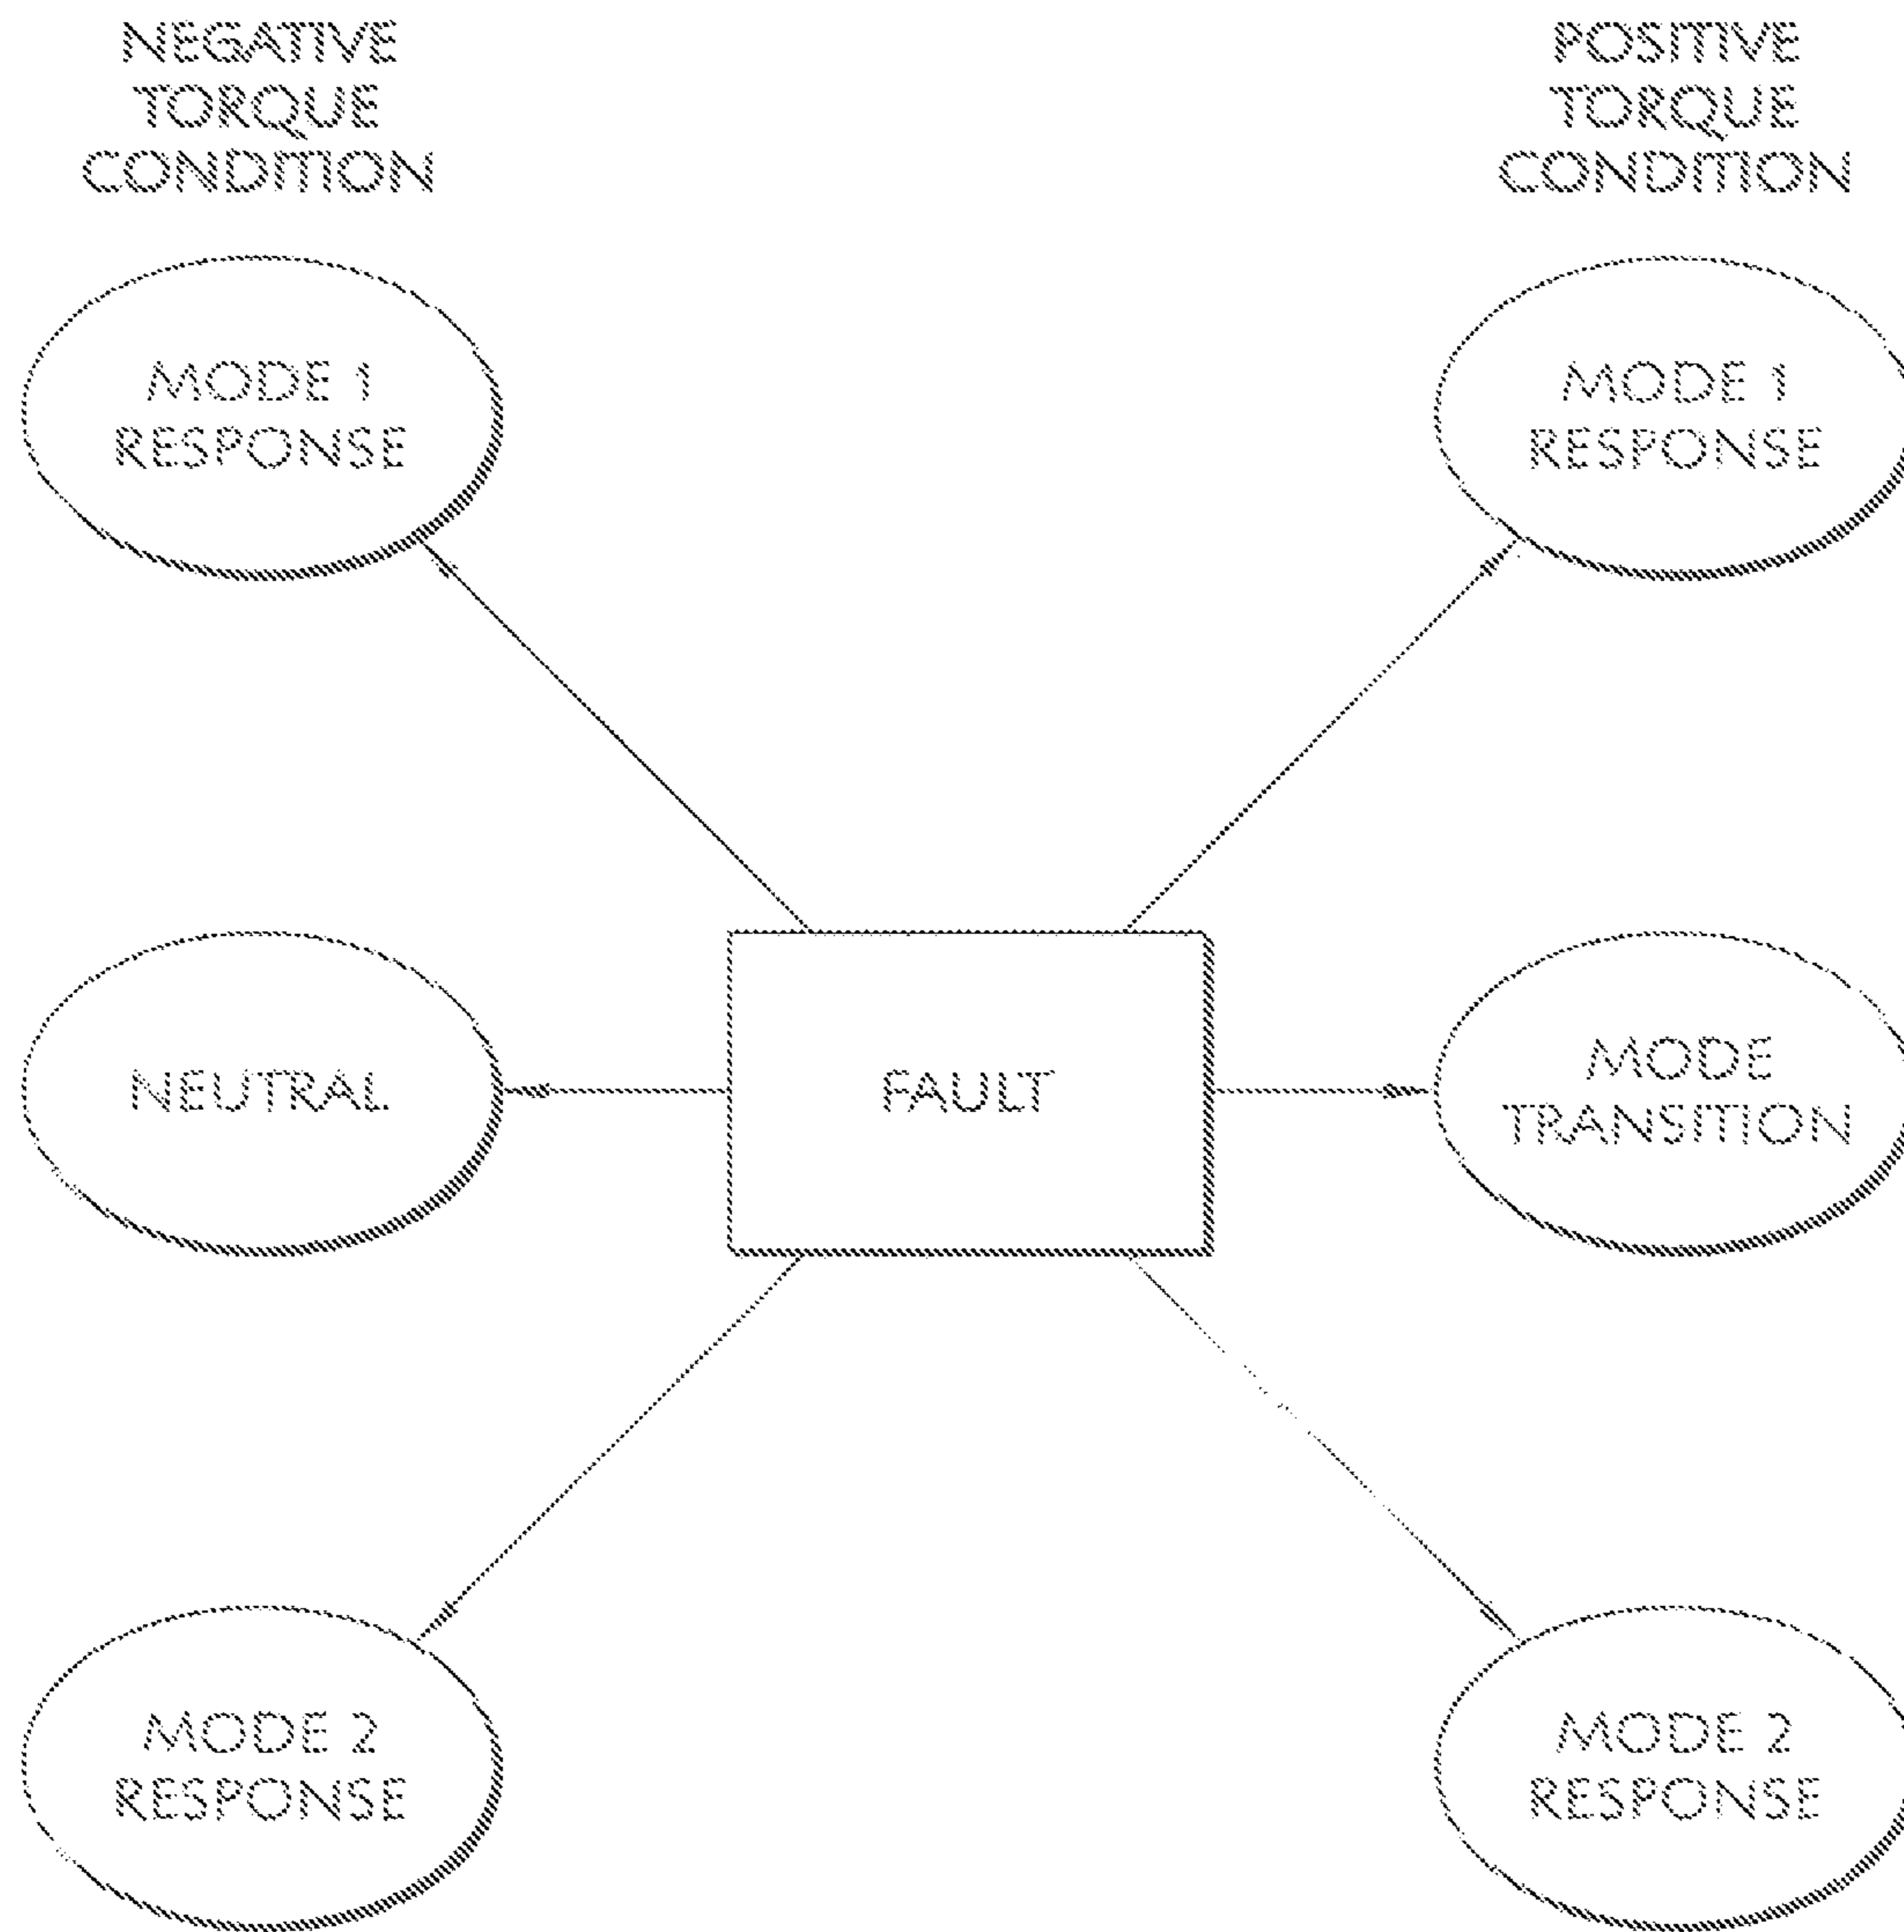 NEGATIVE
TORQUE
CONDITION
POSITIVE
TORQUE
CONDITION
MODE 1
RESPONSE
MODE 1
RESPONSE
NEUTRAL
FAULT
MODE
TRANSITION
MODE 2
RESPONSE
MODE 2
RESPONSE